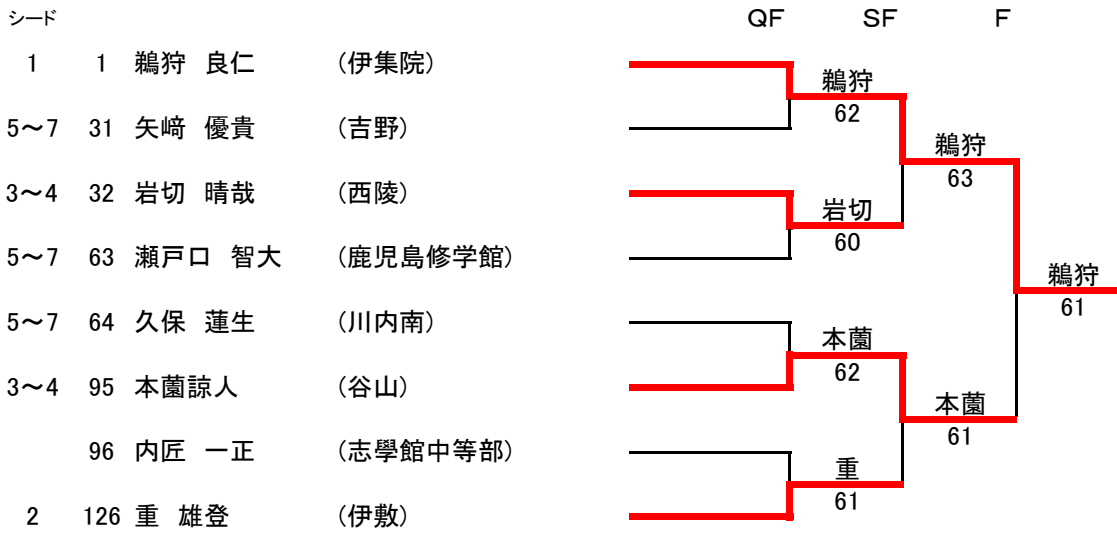 シード QF SF F
1 1 鵜狩 良仁 (伊集院)
鵜狩
62
5～7 31 矢﨑 優貴 (吉野)
鵜狩
63
3～4 32 岩切 晴哉 (西陵)
岩切
60
5～7 63 瀬戸口 智大 (鹿児島修学館)
鵜狩
61
5～7 64 久保 蓮生 (川内南)
本薗
62
3～4 95 本薗諒人 (谷山)
本薗
61
96 内匠 一正 (志學館中等部)
重
61
2 126 重 雄登 (伊敷)